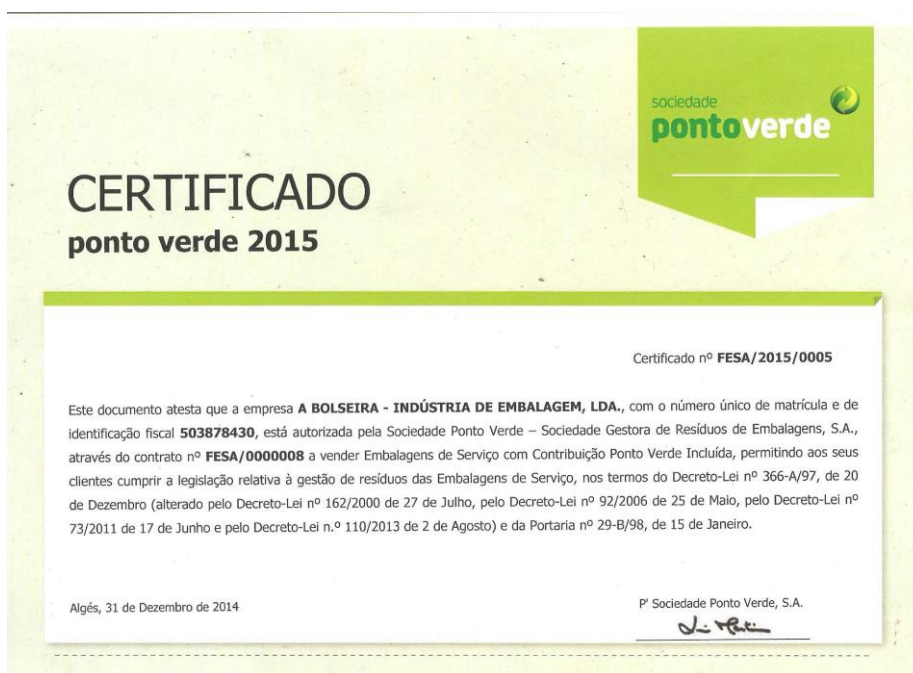 sociedade
pontoverde
CERTIFICADO
ponto verde 2015
Certificado nº FESA/2015/0005
Este documento atesta que a empresa A BOLSEIRA - INDÚSTRIA DE EMBALAGEM, LDA., com o número único de matrícula e de
identificação fiscal 503878430, está autorizada pela Sociedade Ponto Verde – Sociedade Gestora de Resíduos de Embalagens, S.A.,
através do contrato nº FESA/0000008 a vender Embalagens de Serviço com Contribuição Ponto Verde Incluída, permitindo aos seus
clientes cumprir a legislação relativa à gestão de resíduos das Embalagens de Serviço, nos termos do Decreto-Lei nº 366-A/97, de 20
de Dezembro (alterado pelo Decreto-Lei nº 162/2000 de 27 de Julho, pelo Decreto-Lei nº 92/2006 de 25 de Maio, pelo Decreto-Lei nº
73/2011 de 17 de Junho e pelo Decreto-Lei n.º 110/2013 de 2 de Agosto) e da Portaria nº 29-B/98, de 15 de Janeiro.
Algés, 31 de Dezembro de 2014
P' Sociedade Ponto Verde, S.A.